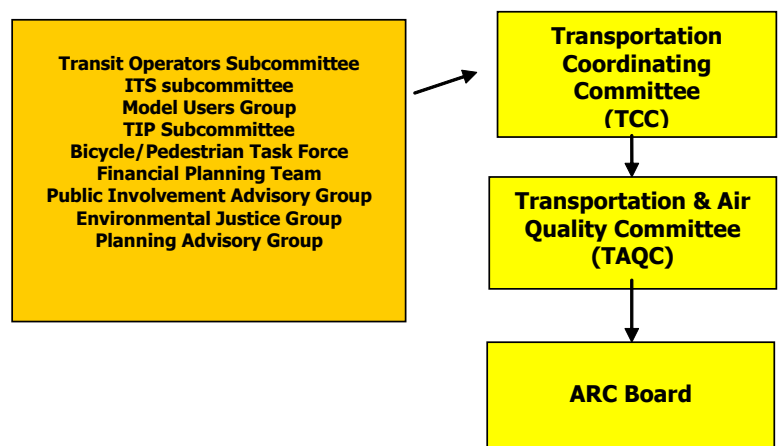 Transit Operators Subcommittee
ITS subcommittee
Model Users Group
TIP Subcommittee
Bicycle/Pedestrian Task Force
Financial Planning Team
Public Involvement Advisory Group
Environmental Justice Group
Planning Advisory Group
Transportation
Coordinating
Committee
(TCC)
Transportation & Air
Quality Committee
(TAQC)
ARC Board